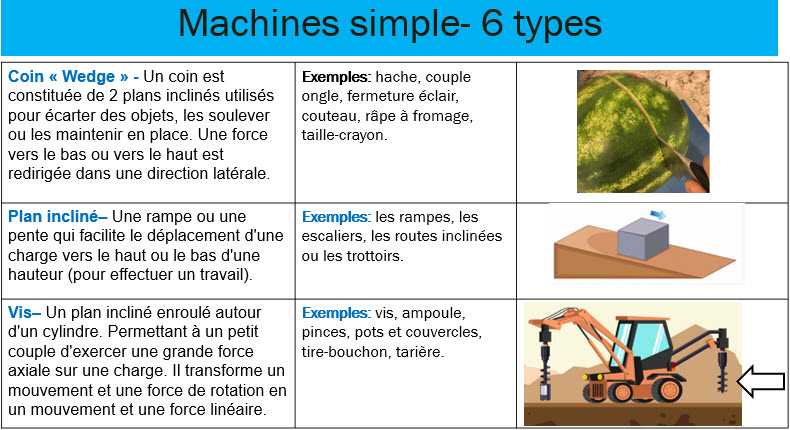 Machines simple- 6 types
Coin « Wedge » - Un coin est
constituée de 2 plans inclinés utilisés
pour écarter des objets, les soulever
ou les maintenir en place. Une force
vers le bas ou vers le haut est
redirigée dans une direction latérale.
Exemples: hache, couple
ongle, fermeture éclair,
couteau, râpe à fromage,
taille-crayon.
Plan incliné– Une rampe ou une
pente qui facilite le déplacement d'une
charge vers le haut ou le bas d'une
hauteur (pour effectuer un travail).
Exemples: les rampes, les
escaliers, les routes inclinées
ou les trottoirs.
Vis– Un plan incliné enroulé autour
d'un cylindre. Permettant à un petit
couple d'exercer une grande force
axiale sur une charge. Il transforme un
mouvement et une force de rotation en
un mouvement et une force linéaire.
Exemples: vis, ampoule,
pinces, pots et couvercles,
tire-bouchon, tarière.